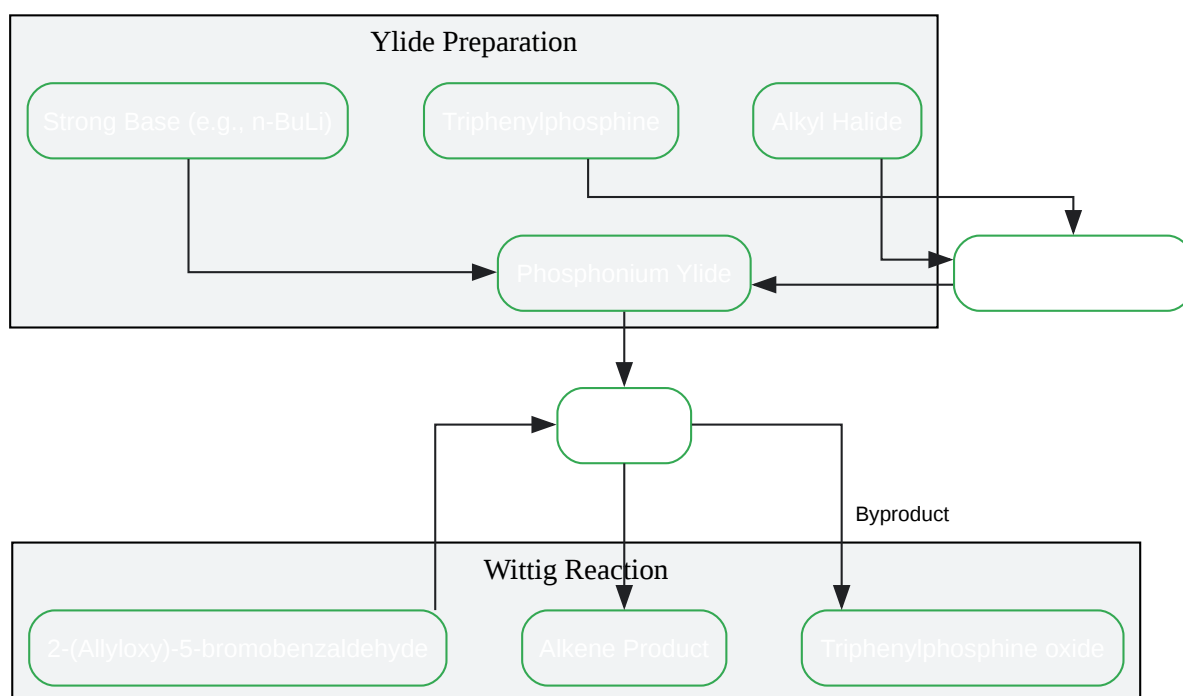 Ylide Preparation
Strong Base (e.g., n-BuLi)
Triphenylphosphine
Alkyl Halide
Phosphonium Ylide
Byproduct
Wittig Reaction
2-(Allyloxy)-5-bromobenzaldehyde
Alkene Product
Triphenylphosphine oxide